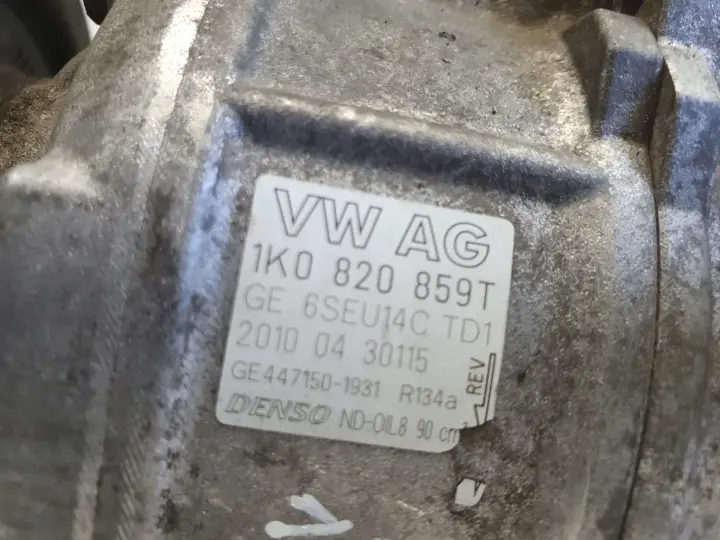 VW AG
1K0 820 859T
GE 6SEU14C TD1
2010 04 30115
GE447150-1931 R134a
REV
DENSO ND-OIL8 90 cm³